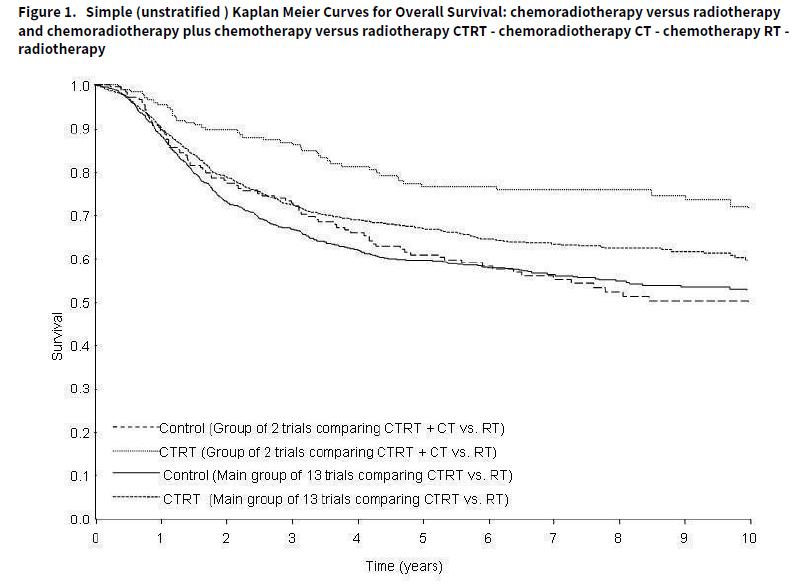 Figure 1. Simple (unstratified ) Kaplan Meier Curves for Overall Survival: chemoradiotherapy versus radiotherapy
and chemoradiotherapy plus chemotherapy versus radiotherapy CTRT - chemoradiotherapy CT - chemotherapy RT -
radiotherapy
1.0
0.9
0.8
0.7
0.6
0.5
0.4
0.3
0.2
0.1
0.0
Survival
Control (Group of 2 trials comparing CTRT + CT vs. RT)
CTRT (Group of 2 trials comparing CTRT + CT vs. RT)
Control (Main group of 13 trials comparing CTRT vs. RT)
CTRT (Main group of 13 trials comparing CTRT vs. RT)
0 1 2 3 4 5 6 7 8 9 10
Time (years)